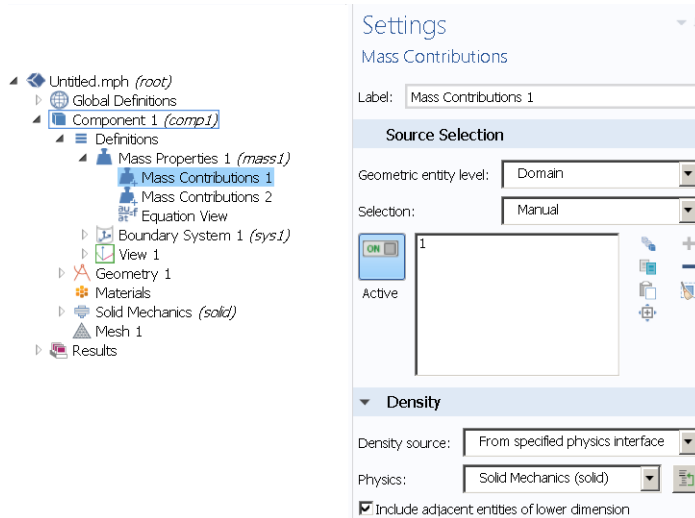 Untitled.mph (root)
Global Definitions
Component 1 (comp1)
Definitions
Mass Properties 1 (mass1)
Mass Contributions 1
Mass Contributions 2
Equation View
Boundary System 1 (sys1)
View 1
Geometry 1
Materials
Solid Mechanics (solid)
Mesh 1
Results
Settings
Mass Contributions
Label: Mass Contributions 1
Source Selection
Geometric entity level: Domain
Selection: Manual
ON
1
Active
Density
Density source: From specified physics interface
Physics: Solid Mechanics (solid)
Include adjacent entities of lower dimension